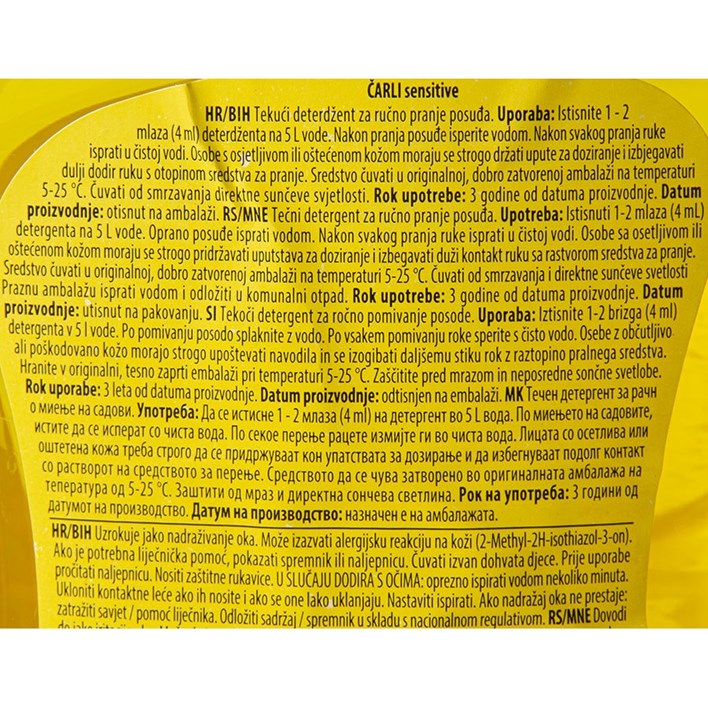 ČARLI sensitive
HR/BIH Tekući deterdžent za ručno pranje posuđa. Uporaba: Istisnite 1 - 2
mlaza (4 ml) deterdženta na 5 L vode. Nakon pranja posuđe isperite vodom. Nakon svakog pranja ruke
isprati u čistoj vodi. Osobe s osjetljivom ili oštećenom kožom moraju se strogo držati upute za doziranje i izbjegavati
dulji dodir ruku s otopinom sredstva za pranje. Sredstvo čuvati u originalnoj, dobro zatvorenoj ambalaži na temperaturi
5-25 °C. Čuvati od smrzavanja direktne sunčeve svjetlosti. Rok upotrebe: 3 godine od datuma proizvodnje. Datum
proizvodnje: otisnut na ambalaži. RS/MNE Tečni detergent za ručno pranje posuđa. Upotreba: Istisnuti 1-2 mlaza (4 mL)
detergenta na 5 L vode. Oprano posuđe isprati vodom. Nakon svakog pranja ruke isprati u čistoj vodi. Osobe sa osetljivom ili
oštećenom kožom moraju se strogo pridržavati uputstava za doziranje i izbegavati duži kontakt ruku sa rastvorom sredstva za pranje.
Sredstvo čuvati u originalnoj, dobro zatvorenoj ambalaži na temperaturi 5-25 °C. Čuvati od smrzavanja i direktne sunčeve svetlosti
Praznu ambalažu isprati vodom i odložiti u komunalni otpad. Rok upotrebe: 3 godine od datuma proizvodnje. Datum
proizvodnje: utisnut na pakovanju. SI Tekoči detergent za ročno pomivanje posode. Uporaba: Iztisnite 1-2 brizga (4 ml)
detergenta v 5 l vode. Po pomivanju posodo splaknite z vodo. Po vsakem pomivanju roke sperite s čisto vodo. Osebe z občutljivo
ali poškodovano kožo morajo strogo upoštevati navodila in se izogibati daljšemu stiku rok z raztopino pralnega sredstva.
Hranite v originalni, tesno zaprti embalaži pri temperaturi 5-25 °C. Zaščitite pred mrazom in neposredne sončne svetlobe.
Rok uporabe: 3 leta od datuma proizvodnje. Datum proizvodnje: odtisnjen na embalaži. MK Течен детергент за рачн
о миење на садови. Употреба: Да се истисне 1 - 2 млаза (4 ml) на детергент во 5 L вода. По миењето на садовите,
истите да се исперат со чиста вода. По секое перење рацете измијте ги во чиста вода. Лицата со осетлива или
оштетена кожа треба строго да се придржуваат кон упатствата за дозирање и да избегнуваат подолг контакт
со растворот на средството за перење. Средството да се чува затворено во оригиналната амбалажа на
тепература од 5-25 °C. Заштити од мраз и директна сончева светлина. Рок на употреба: 3 години од
датумот на производство. Датум на производство: назначен е на амбалажата.
HR/BIH Uzrokuje jako nadraživanje oka. Može izazvati alergijsku reakciju na koži (2-Methyl-2H-isothiazol-3-on).
Ako je potrebna liječnička pomoć, pokazati spremnik ili naljepnicu. Čuvati izvan dohvata djece. Prije uporabe
pročitati naljepnicu. Nositi zaštitne rukavice. U SLUČAJU DODIRA S OČIMA: oprezno ispirati vodom nekoliko minuta.
Ukloniti kontaktne leće ako ih nosite i ako se one lako uklanjaju. Nastaviti ispirati. Ako nadražaj oka ne prestaje:
zatražiti savjet / pomoć liječnika. Odložiti sadržaj / spremnik u skladu s nacionalnom regulativom. RS/MNE Dovodi
do jake